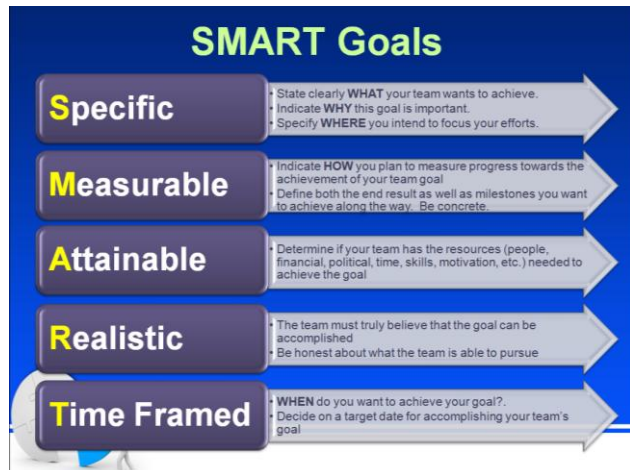 SMART Goals
Specific
• State clearly WHAT your team wants to achieve.
• Indicate WHY this goal is important.
• Specify WHERE you intend to focus your efforts.
Measurable
• Indicate HOW you plan to measure progress towards the
achievement of your team goal
• Define both the end result as well as milestones you want
to achieve along the way. Be concrete.
Attainable
• Determine if your team has the resources (people,
financial, political, time, skills, motivation, etc.) needed to
achieve the goal
Realistic
• The team must truly believe that the goal can be
accomplished
• Be honest about what the team is able to pursue
Time Framed
• WHEN do you want to achieve your goal?.
• Decide on a target date for accomplishing your team's
goal